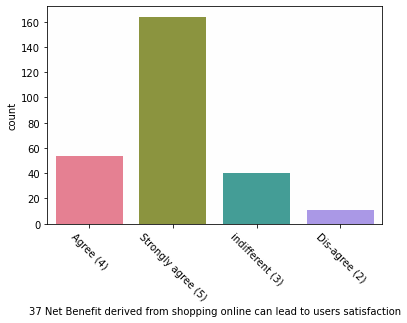 160
140
120
100
80
60
40
20
0
count
Agree (4)
Strongly agree (5)
indifferent (3)
Dis-agree (2)
37 Net Benefit derived from shopping online can lead to users satisfaction